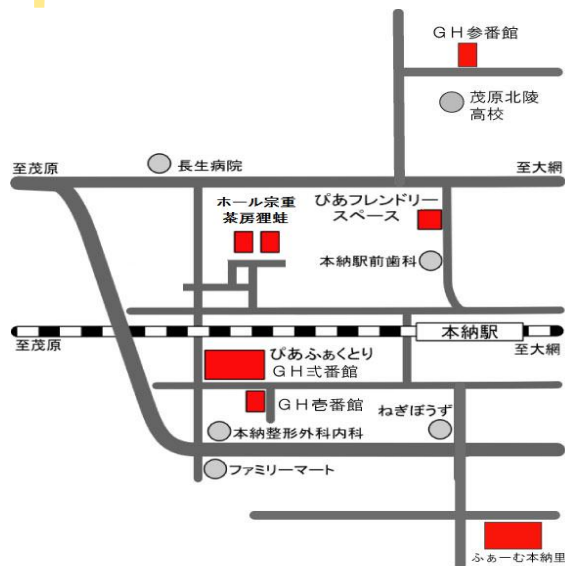 GH参番館
茂原北陵
高校
長生病院
至茂原
至大網
ホール宗重
茶房狸蛙
ぴあフレンドリー
スペース
本納駅前歯科
本納駅
至茂原
至大網
ぴあふぁくとり
GH弐番館
GH壱番館
ねぎぼうず
本納整形外科内科
ファミリーマート
ふぁーむ本納里